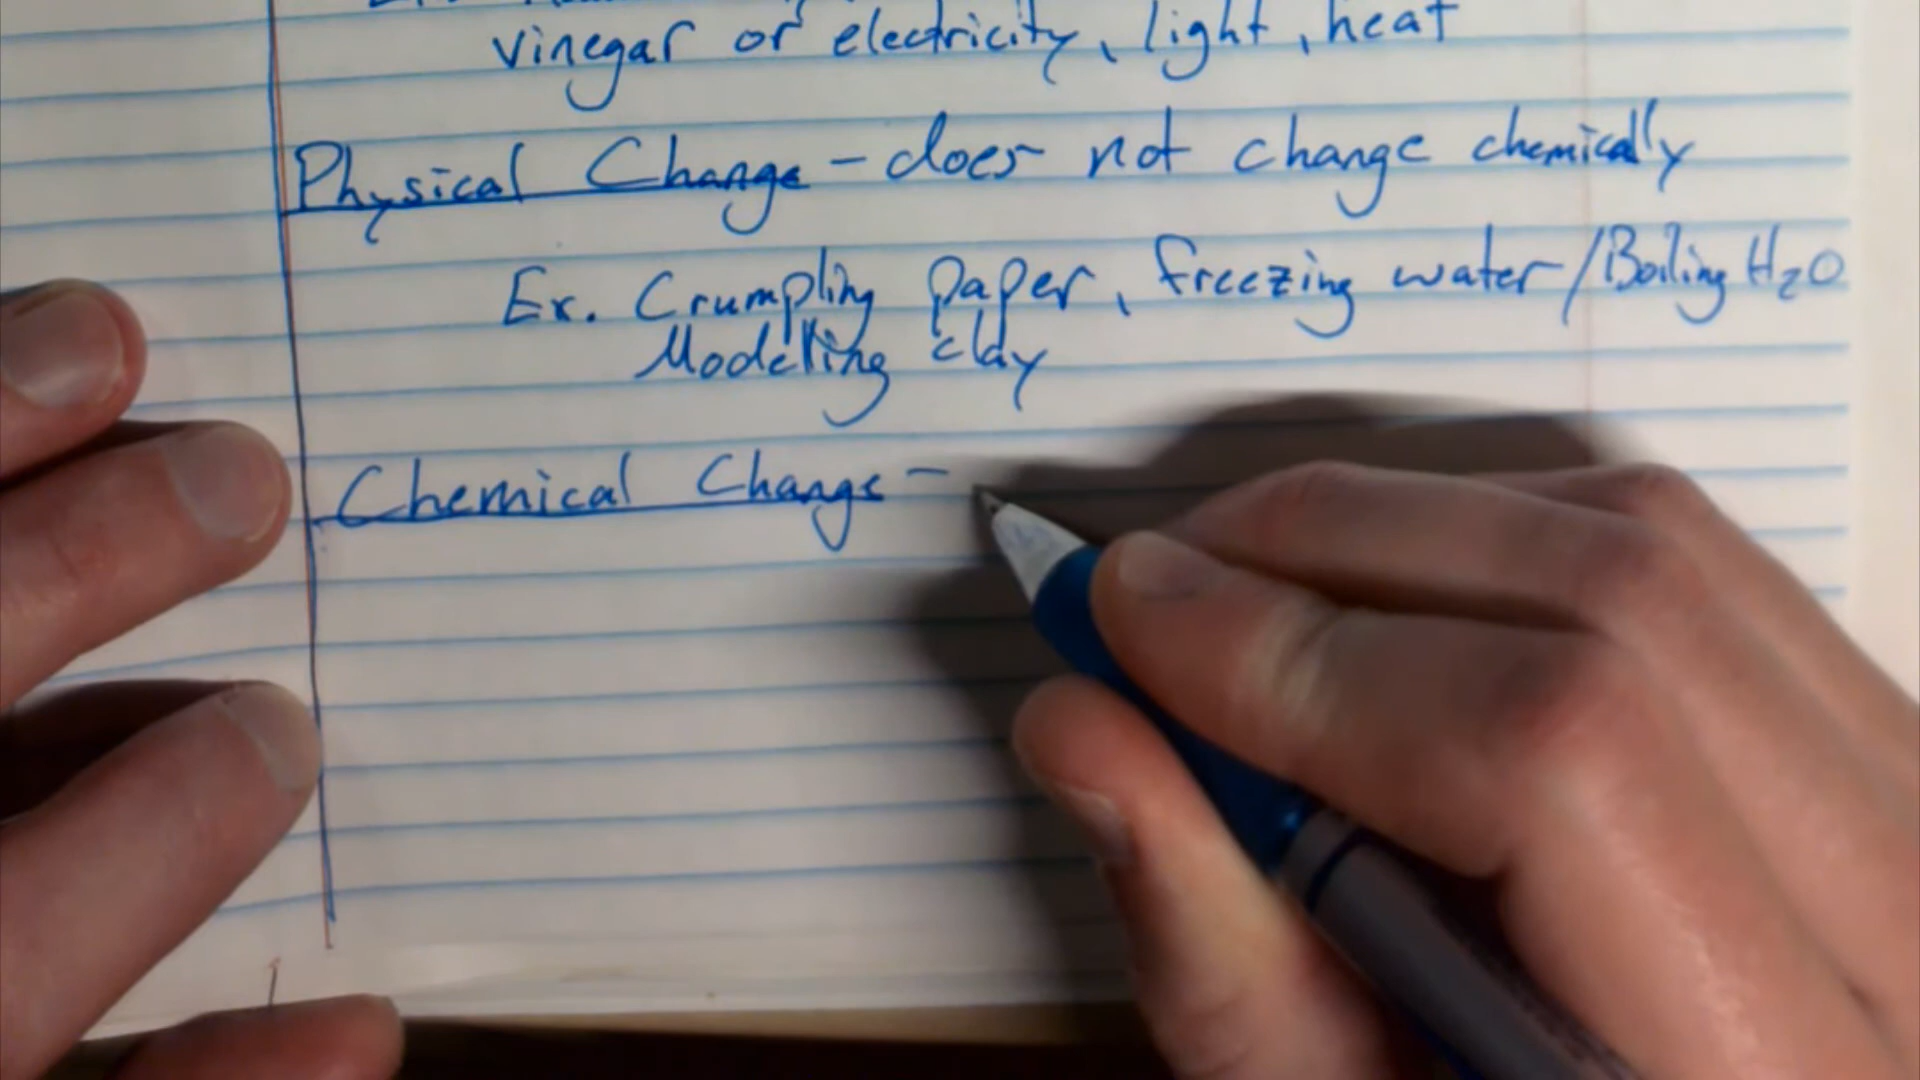 vinegar or electricity, light, heat
Physical Change - does not change chemically
Ex. Crumpling paper, freezing water/Boiling H2O
Modeling clay
Chemical Change -